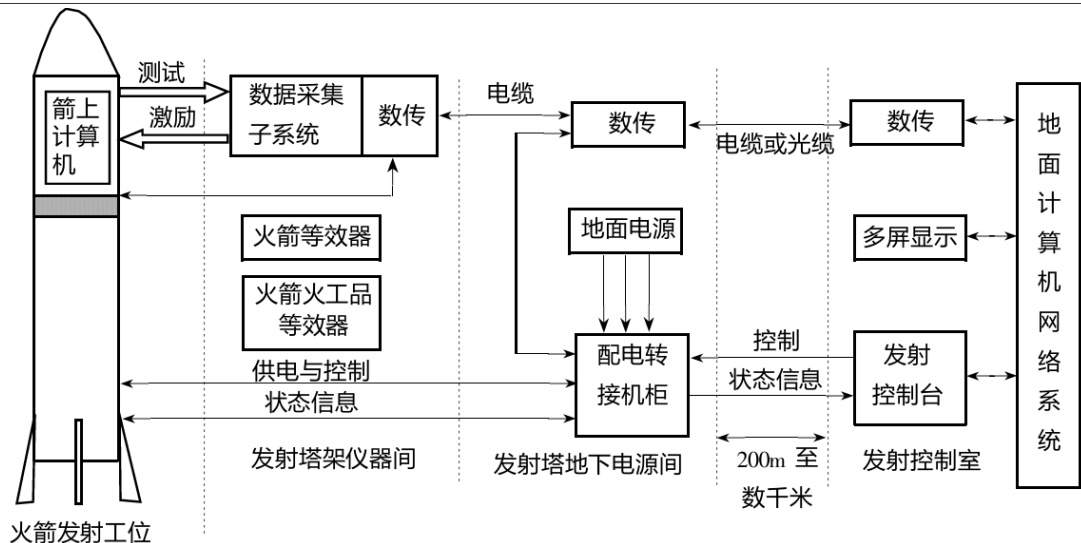 测试
激励
箭上
计算
机
数据采集
子系统
数传
电缆
数传
电缆或光缆
数传
地面计算机网络系统
火箭等效器
地面电源
多屏显示
火箭火工品
等效器
供电与控制
状态信息
配电转
接机柜
控制
状态信息
发射
控制台
发射塔架仪器间
发射塔地下电源间
200m 至
数千米
发射控制室
火箭发射工位